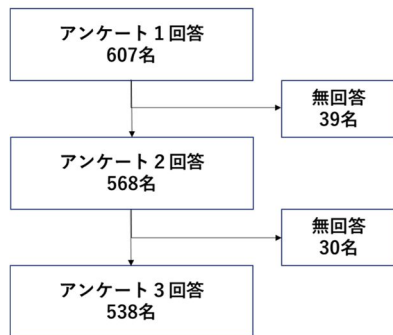 アンケート１回答
607名
無回答
39名
アンケート２回答
568名
無回答
30名
アンケート３回答
538名